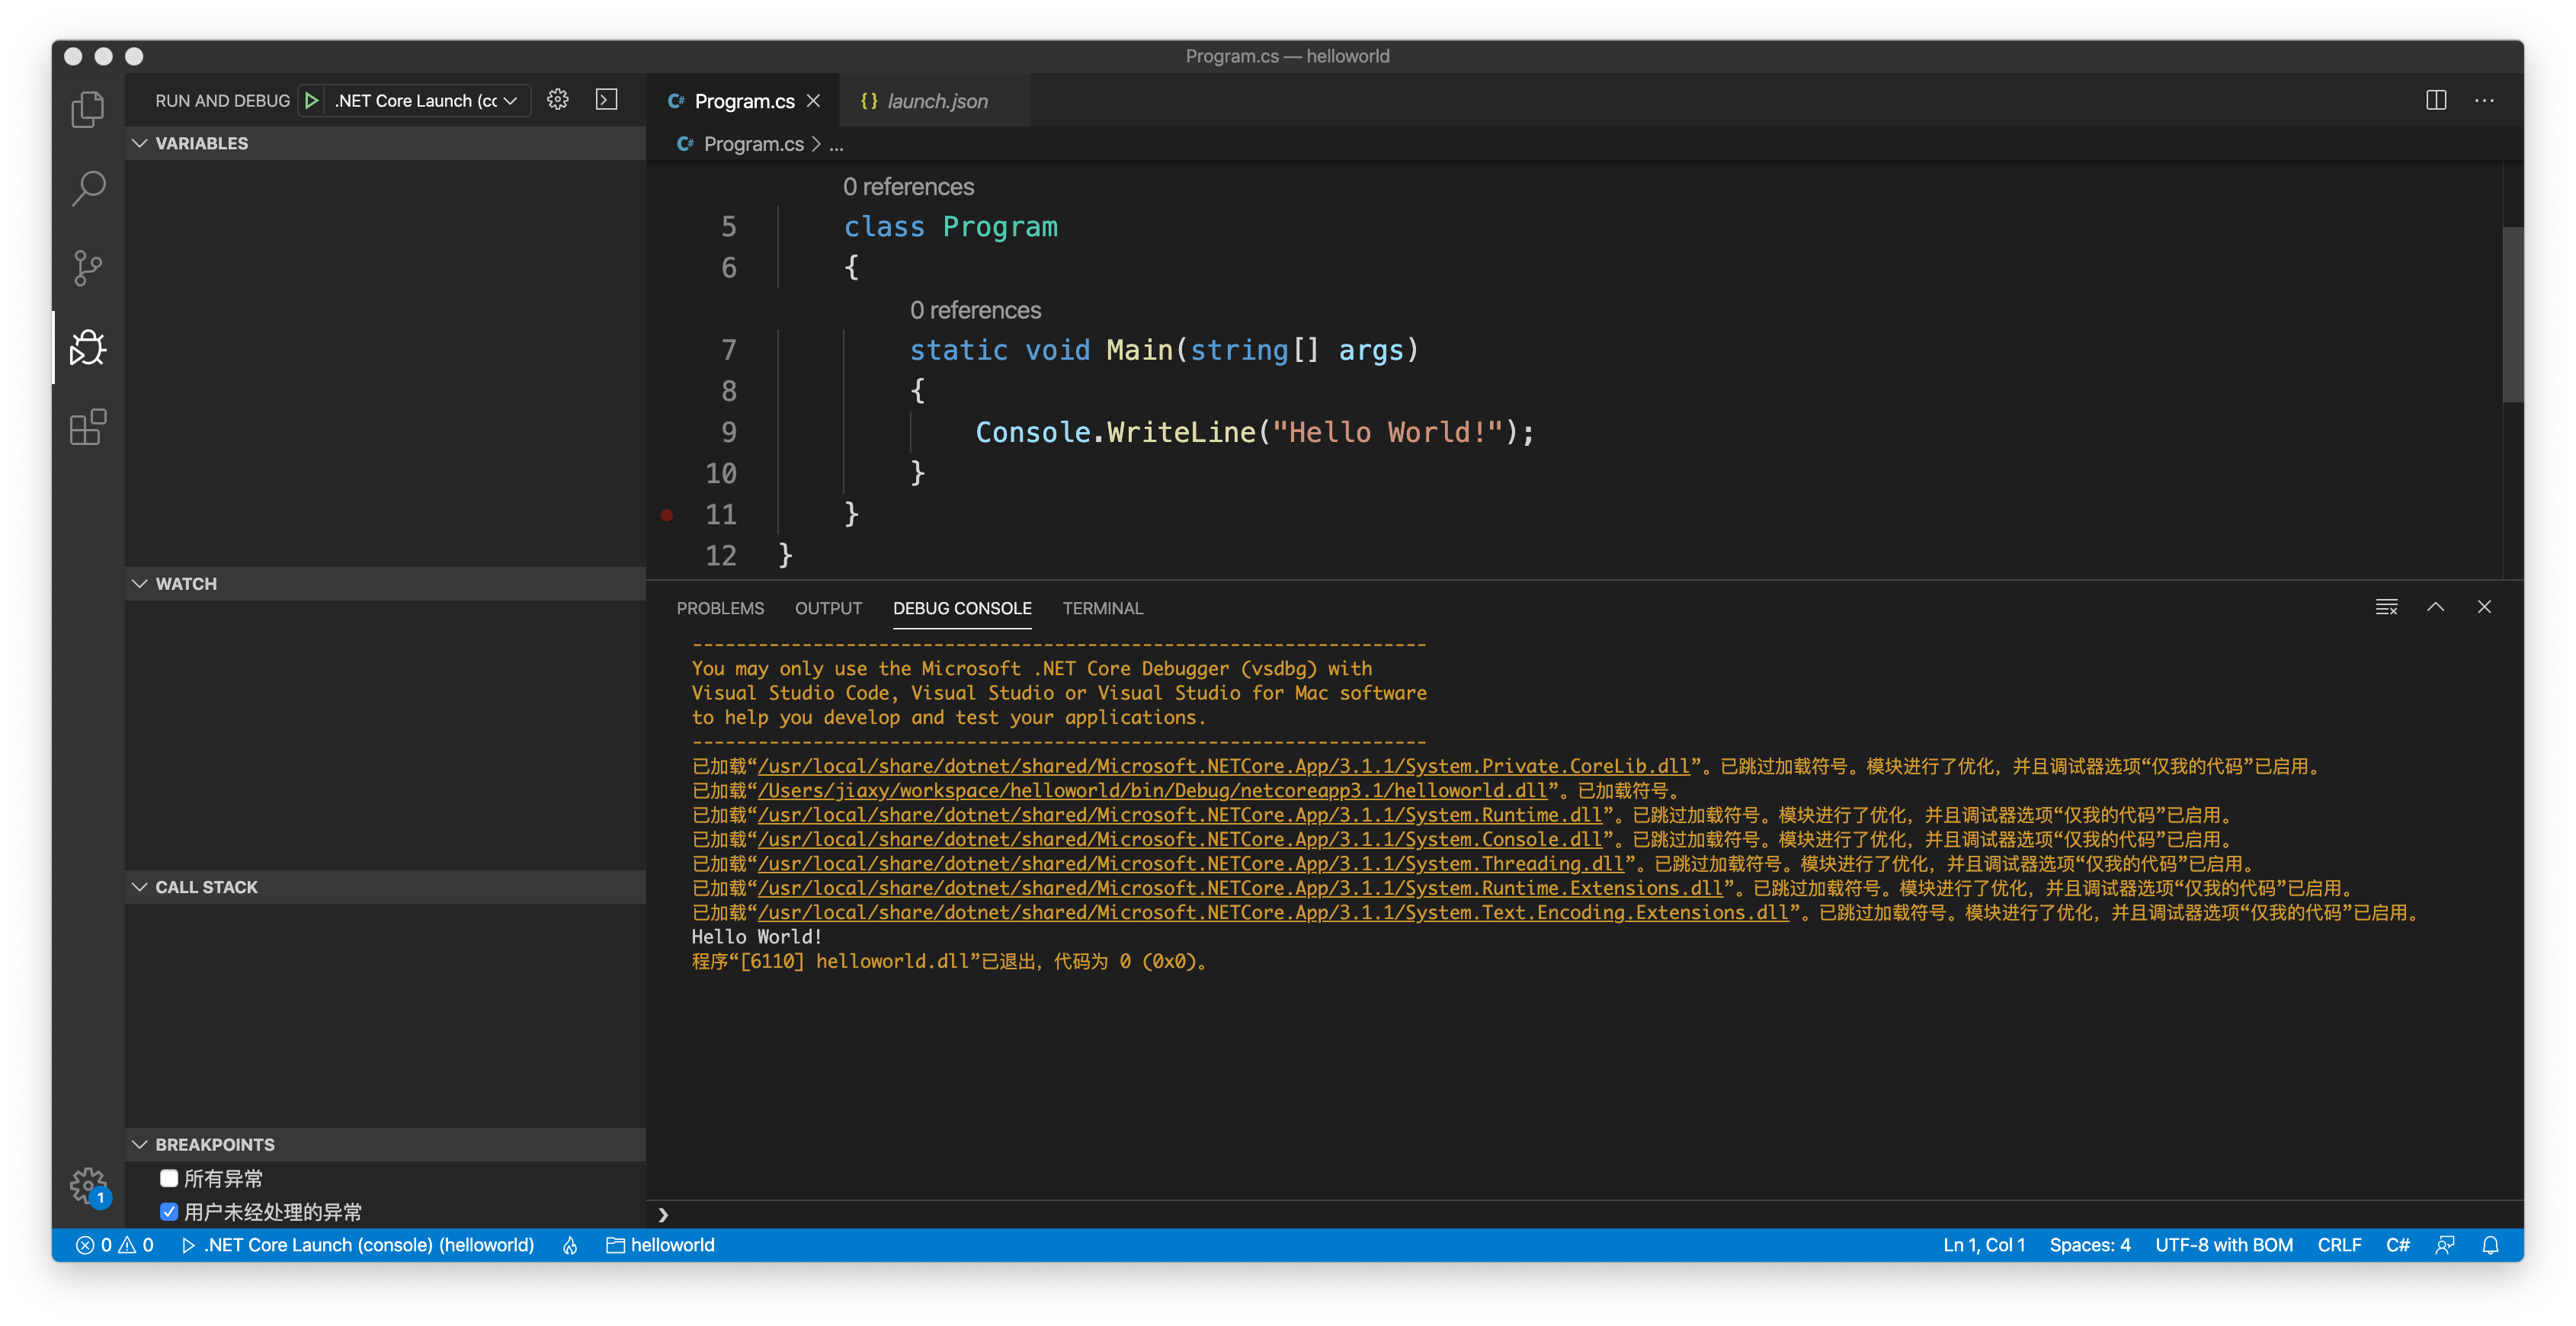 Program.cs — helloworld
RUN AND DEBUG .NET Core Launch (cc
Program.cs launch.json
Program.cs > ...
VARIABLES
WATCH
CALL STACK
BREAKPOINTS
所有异常
用户未经处理的异常
1
0 references
5 class Program
6 {
0 references
7 static void Main(string[] args)
8 {
9 Console.WriteLine("Hello World!");
10 }
11 }
12 }
PROBLEMS OUTPUT DEBUG CONSOLE TERMINAL
-------------------------------------------------------------------
You may only use the Microsoft .NET Core Debugger (vsdbg) with
Visual Studio Code, Visual Studio or Visual Studio for Mac software
to help you develop and test your applications.
-------------------------------------------------------------------
已加载“/usr/local/share/dotnet/shared/Microsoft.NETCore.App/3.1.1/System.Private.CoreLib.dll”。已跳过加载符号。模块进行了优化，并且调试器选项“仅我的代码”已启用。
已加载“/Users/jiaxy/workspace/helloworld/bin/Debug/netcoreapp3.1/helloworld.dll”。已加载符号。
已加载“/usr/local/share/dotnet/shared/Microsoft.NETCore.App/3.1.1/System.Runtime.dll”。已跳过加载符号。模块进行了优化，并且调试器选项“仅我的代码”已启用。
已加载“/usr/local/share/dotnet/shared/Microsoft.NETCore.App/3.1.1/System.Console.dll”。已跳过加载符号。模块进行了优化，并且调试器选项“仅我的代码”已启用。
已加载“/usr/local/share/dotnet/shared/Microsoft.NETCore.App/3.1.1/System.Threading.dll”。已跳过加载符号。模块进行了优化，并且调试器选项“仅我的代码”已启用。
已加载“/usr/local/share/dotnet/shared/Microsoft.NETCore.App/3.1.1/System.Runtime.Extensions.dll”。已跳过加载符号。模块进行了优化，并且调试器选项“仅我的代码”已启用。
已加载“/usr/local/share/dotnet/shared/Microsoft.NETCore.App/3.1.1/System.Text.Encoding.Extensions.dll”。已跳过加载符号。模块进行了优化，并且调试器选项“仅我的代码”已启用。
Hello World!
程序“[6110] helloworld.dll”已退出，代码为 0 (0x0)。
0 0 .NET Core Launch (console) (helloworld) helloworld Ln 1, Col 1 Spaces: 4 UTF-8 with BOM CRLF C#